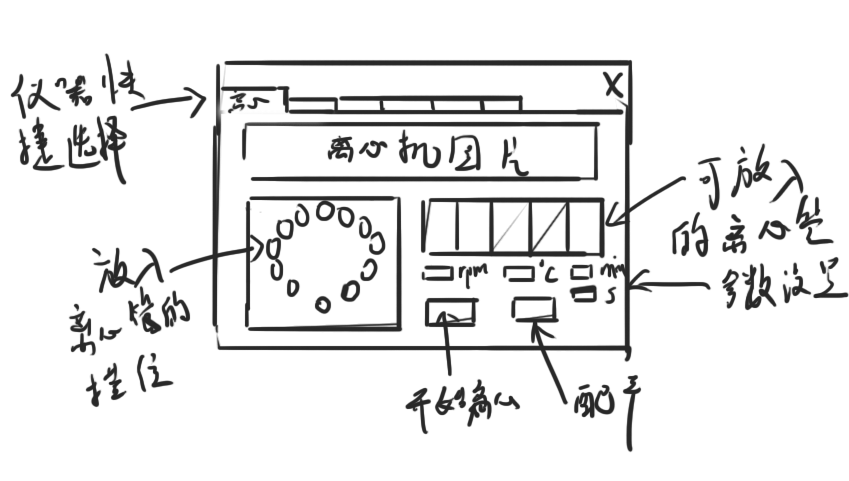 仪器快
捷选择
X
离心
离心机图片
可放入
的离心管
rpm
℃
min
s
参数设置
放入
离心管的
挂位
开始离心
配平